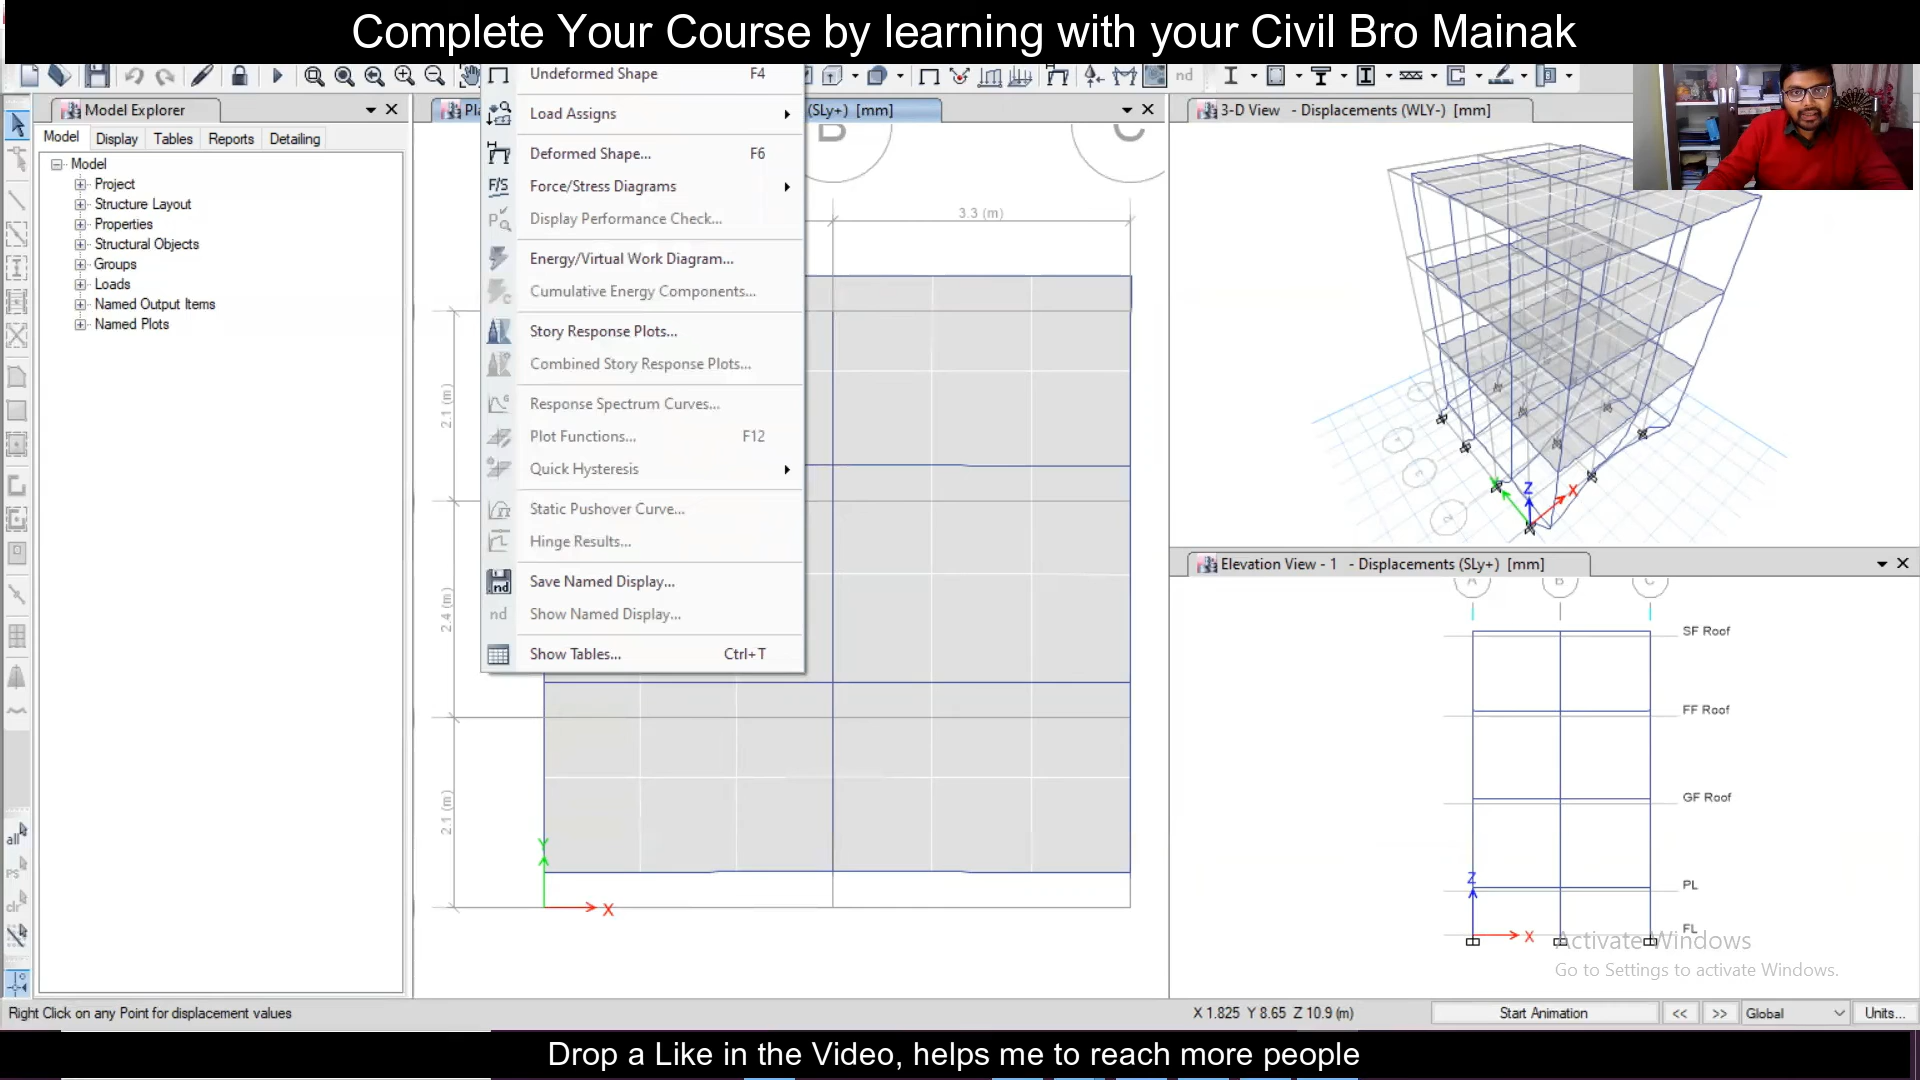 Complete Your Course by learning with your Civil Bro Mainak
nd
Model Explorer
(SLy+) [mm]
3-D View - Displacements (WLY-) [mm]
Model Display Tables Reports Detailing
Model
Project
Structure Layout
Properties
Structural Objects
Groups
Loads
Named Output Items
Named Plots
Undeformed Shape F4
Load Assigns
Deformed Shape... F6
Force/Stress Diagrams
Display Performance Check...
Energy/Virtual Work Diagram...
Cumulative Energy Components...
Story Response Plots...
Combined Story Response Plots...
Response Spectrum Curves...
Plot Functions... F12
Quick Hysteresis
Static Pushover Curve...
Hinge Results...
Save Named Display...
nd Show Named Display...
Show Tables... Ctrl+T
B C
3.3 (m)
2.1 (m)
2.4 (m)
2.1 (m)
Y
X
Z
X
Elevation View - 1 - Displacements (SLy+) [mm]
A B C
SF Roof
FF Roof
GF Roof
PL
FL
Z
X
all
ps
clr
Activate Windows
Go to Settings to activate Windows.
Right Click on any Point for displacement values
X 1.825 Y 8.65 Z 10.9 (m)
Start Animation
<< >>
Global
Units...
Drop a Like in the Video, helps me to reach more people